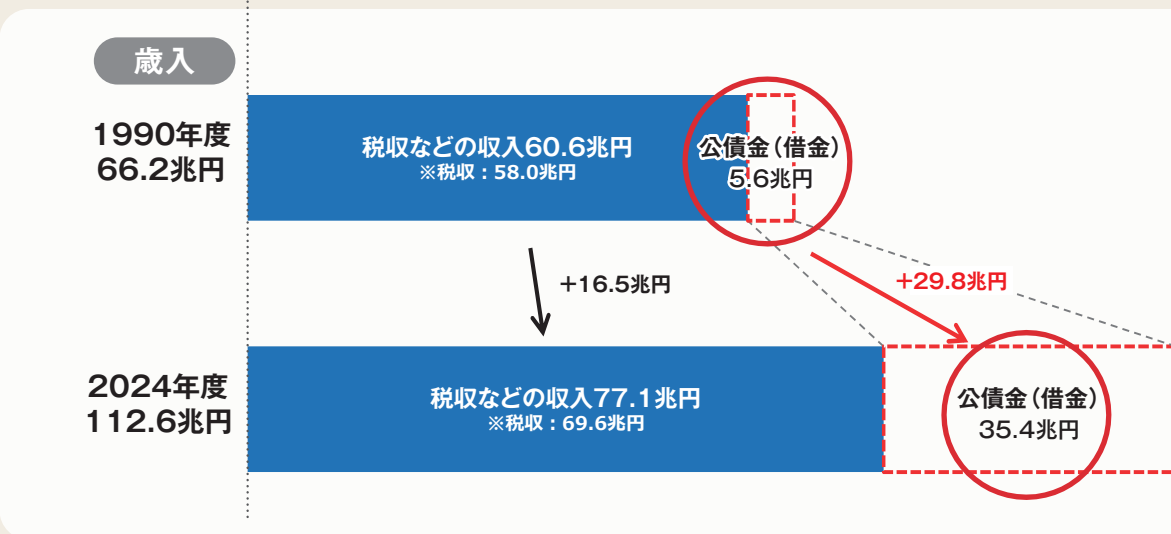 歳入
1990年度
66.2兆円
税収などの収入60.6兆円
※税収：58.0兆円
公債金（借金）
5.6兆円
+16.5兆円
+29.8兆円
2024年度
112.6兆円
税収などの収入77.1兆円
※税収：69.6兆円
公債金（借金）
35.4兆円